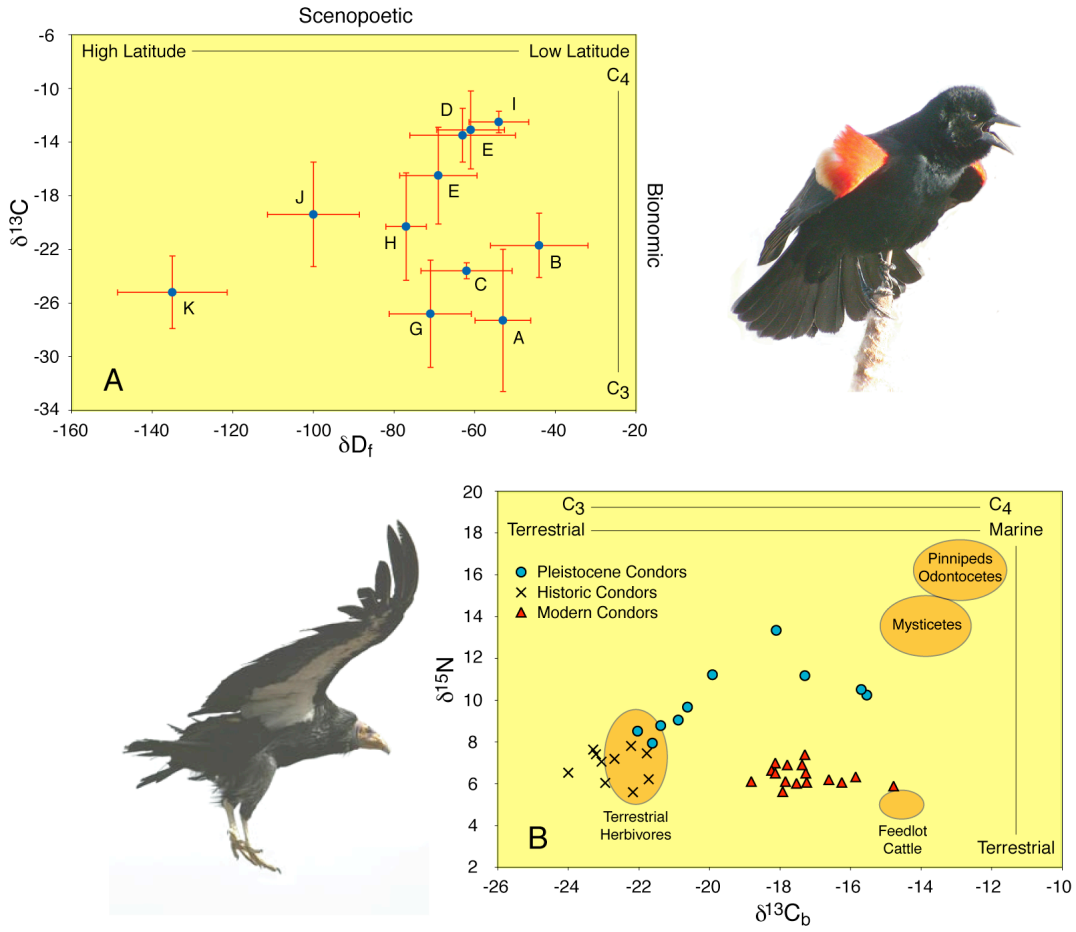 Scenopoetic
-6
High Latitude
Low Latitude
C4
-10
I
D
-14
E
E
-18
J
δ13C
H
Bionomic
B
-22
C
K
-26
G
A
-30
A
C3
-34
-160
-140
-120
-100
-80
-60
-40
-20
δDf
20
C3
C4
18
Terrestrial
Marine
Pinnipeds
Odontocetes
16
Pleistocene Condors
Historic Condors
Modern Condors
14
Mysticetes
12
δ15N
10
8
6
Terrestrial
Herbivores
Feedlot
Cattle
4
B
Terrestrial
2
-26
-24
-22
-20
-18
-16
-14
-12
-10
δ13Cb